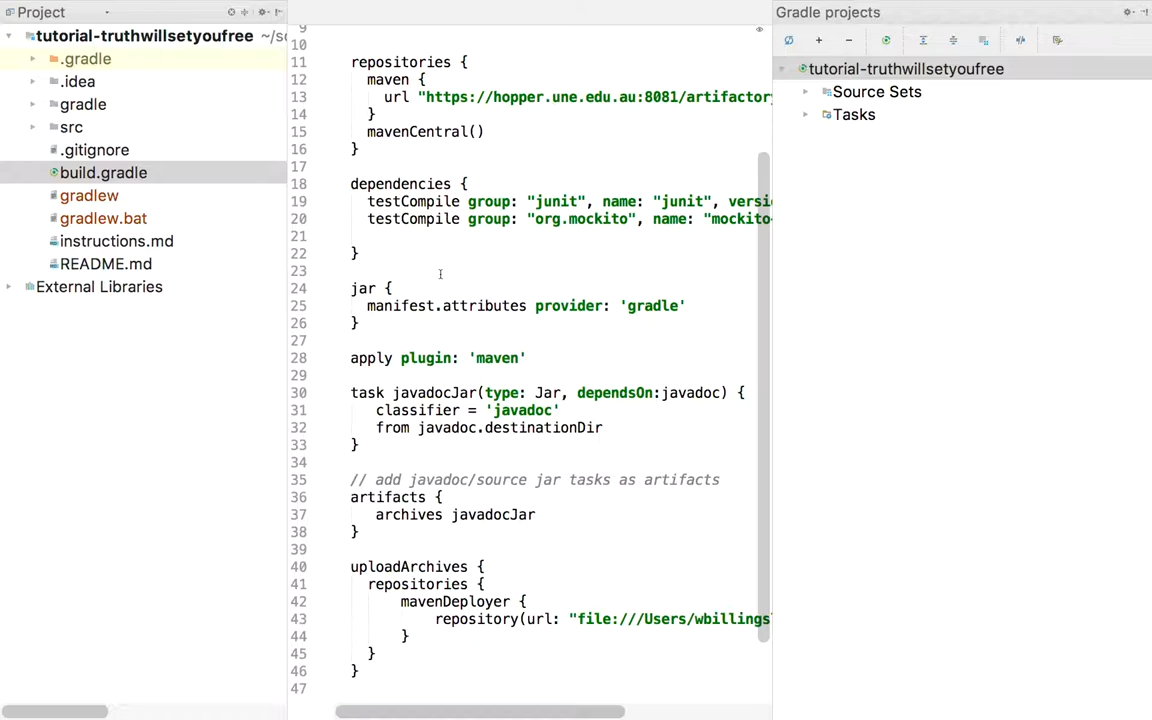 Project
tutorial-truthwillsetyoufree ~/sc
.gradle
.idea
gradle
src
.gitignore
build.gradle
gradlew
gradlew.bat
instructions.md
README.md
External Libraries
9
10
11 repositories {
12 maven {
13 url "https://hopper.une.edu.au:8081/artifactory
14 }
15 mavenCentral()
16 }
17
18 dependencies {
19 testCompile group: "junit", name: "junit", versio
20 testCompile group: "org.mockito", name: "mockito-
21
22 }
23
24 jar {
25 manifest.attributes provider: 'gradle'
26 }
27
28 apply plugin: 'maven'
29
30 task javadocJar(type: Jar, dependsOn:javadoc) {
31 classifier = 'javadoc'
32 from javadoc.destinationDir
33 }
34
35 // add javadoc/source jar tasks as artifacts
36 artifacts {
37 archives javadocJar
38 }
39
40 uploadArchives {
41 repositories {
42 mavenDeployer {
43 repository(url: "file:///Users/wbillings
44 }
45 }
46 }
47
Gradle projects
tutorial-truthwillsetyoufree
Source Sets
Tasks